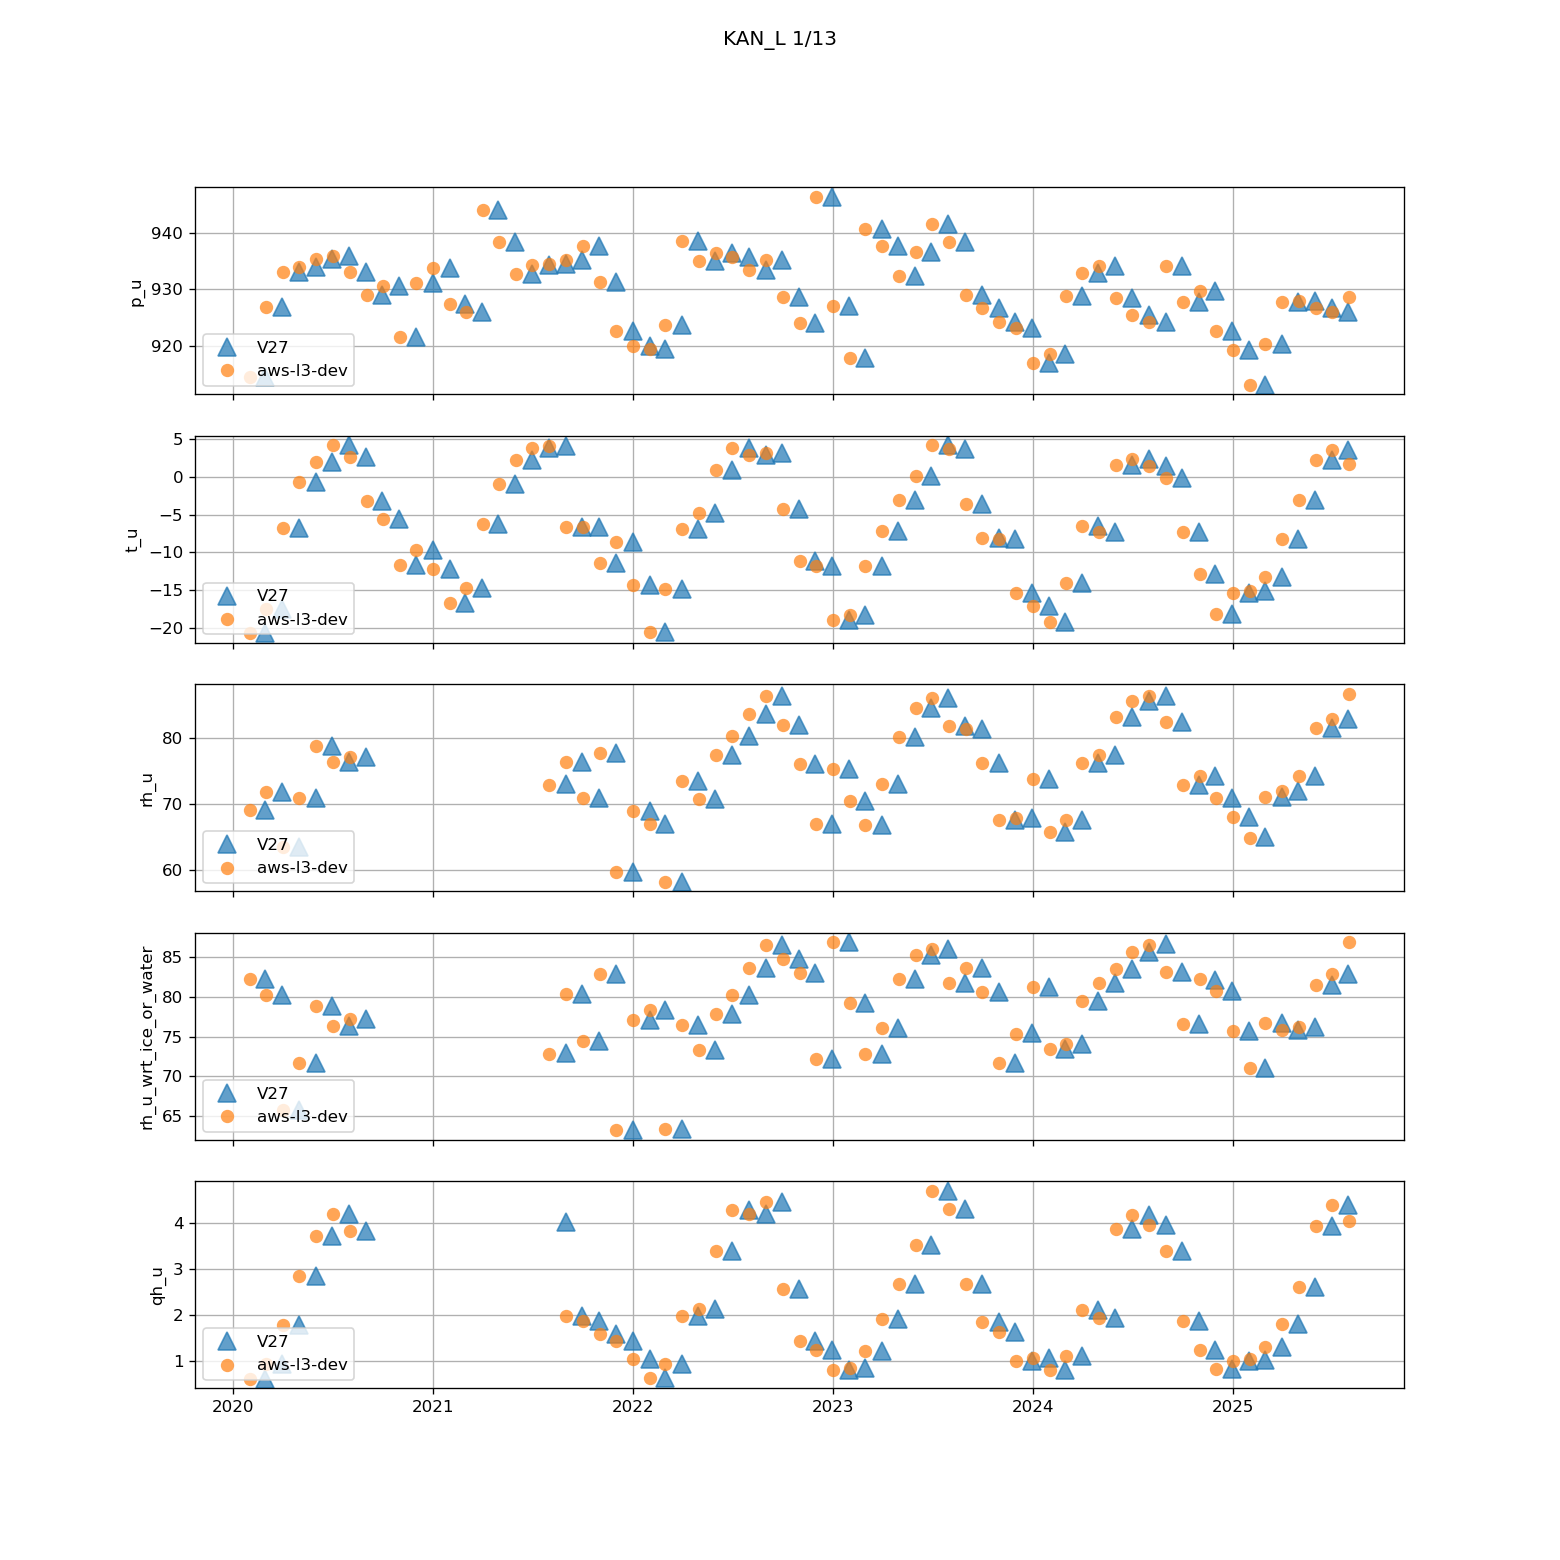 KAN_L 1/13
p_u
940
930
920
V27
aws-l3-dev
t_u
5
0
−5
−10
−15
−20
V27
aws-l3-dev
rh_u
80
70
60
V27
aws-l3-dev
rh_u_wrt_ice_or_water
85
80
75
70
65
V27
aws-l3-dev
qh_u
4
3
2
1
V27
aws-l3-dev
2020 2021 2022 2023 2024 2025